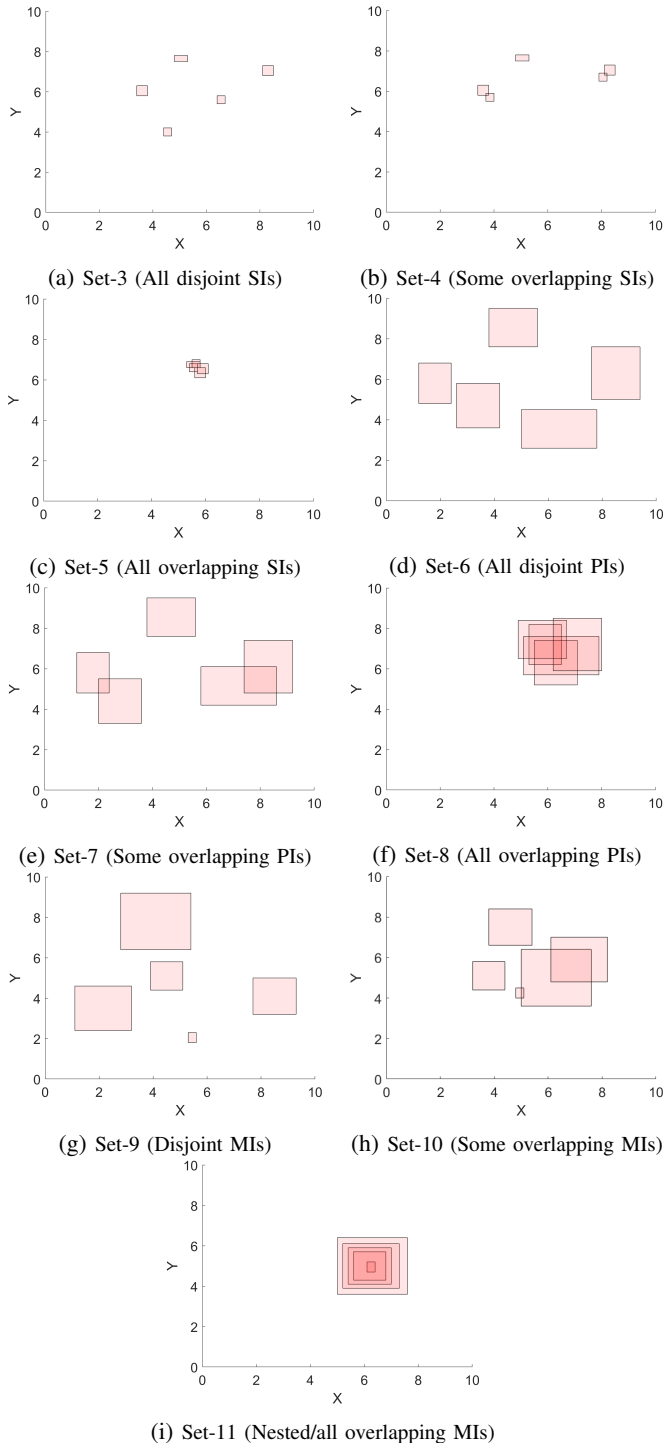 10
8
6
4
2
0
Y
0 2 4 6 8 10
X
(a) Set-3 (All disjoint SIs)
10
8
6
4
2
0
Y
0 2 4 6 8 10
X
(b) Set-4 (Some overlapping SIs)
10
8
6
4
2
0
Y
0 2 4 6 8 10
X
(c) Set-5 (All overlapping SIs)
10
8
6
4
2
0
Y
0 2 4 6 8 10
X
(d) Set-6 (All disjoint PIs)
10
8
6
4
2
0
Y
0 2 4 6 8 10
X
(e) Set-7 (Some overlapping PIs)
10
8
6
4
2
0
Y
0 2 4 6 8 10
X
(f) Set-8 (All overlapping PIs)
10
8
6
4
2
0
Y
0 2 4 6 8 10
X
(g) Set-9 (Disjoint MIs)
10
8
6
4
2
0
Y
0 2 4 6 8 10
X
(h) Set-10 (Some overlapping MIs)
10
8
6
4
2
0
Y
0 2 4 6 8 10
X
(i) Set-11 (Nested/all overlapping MIs)